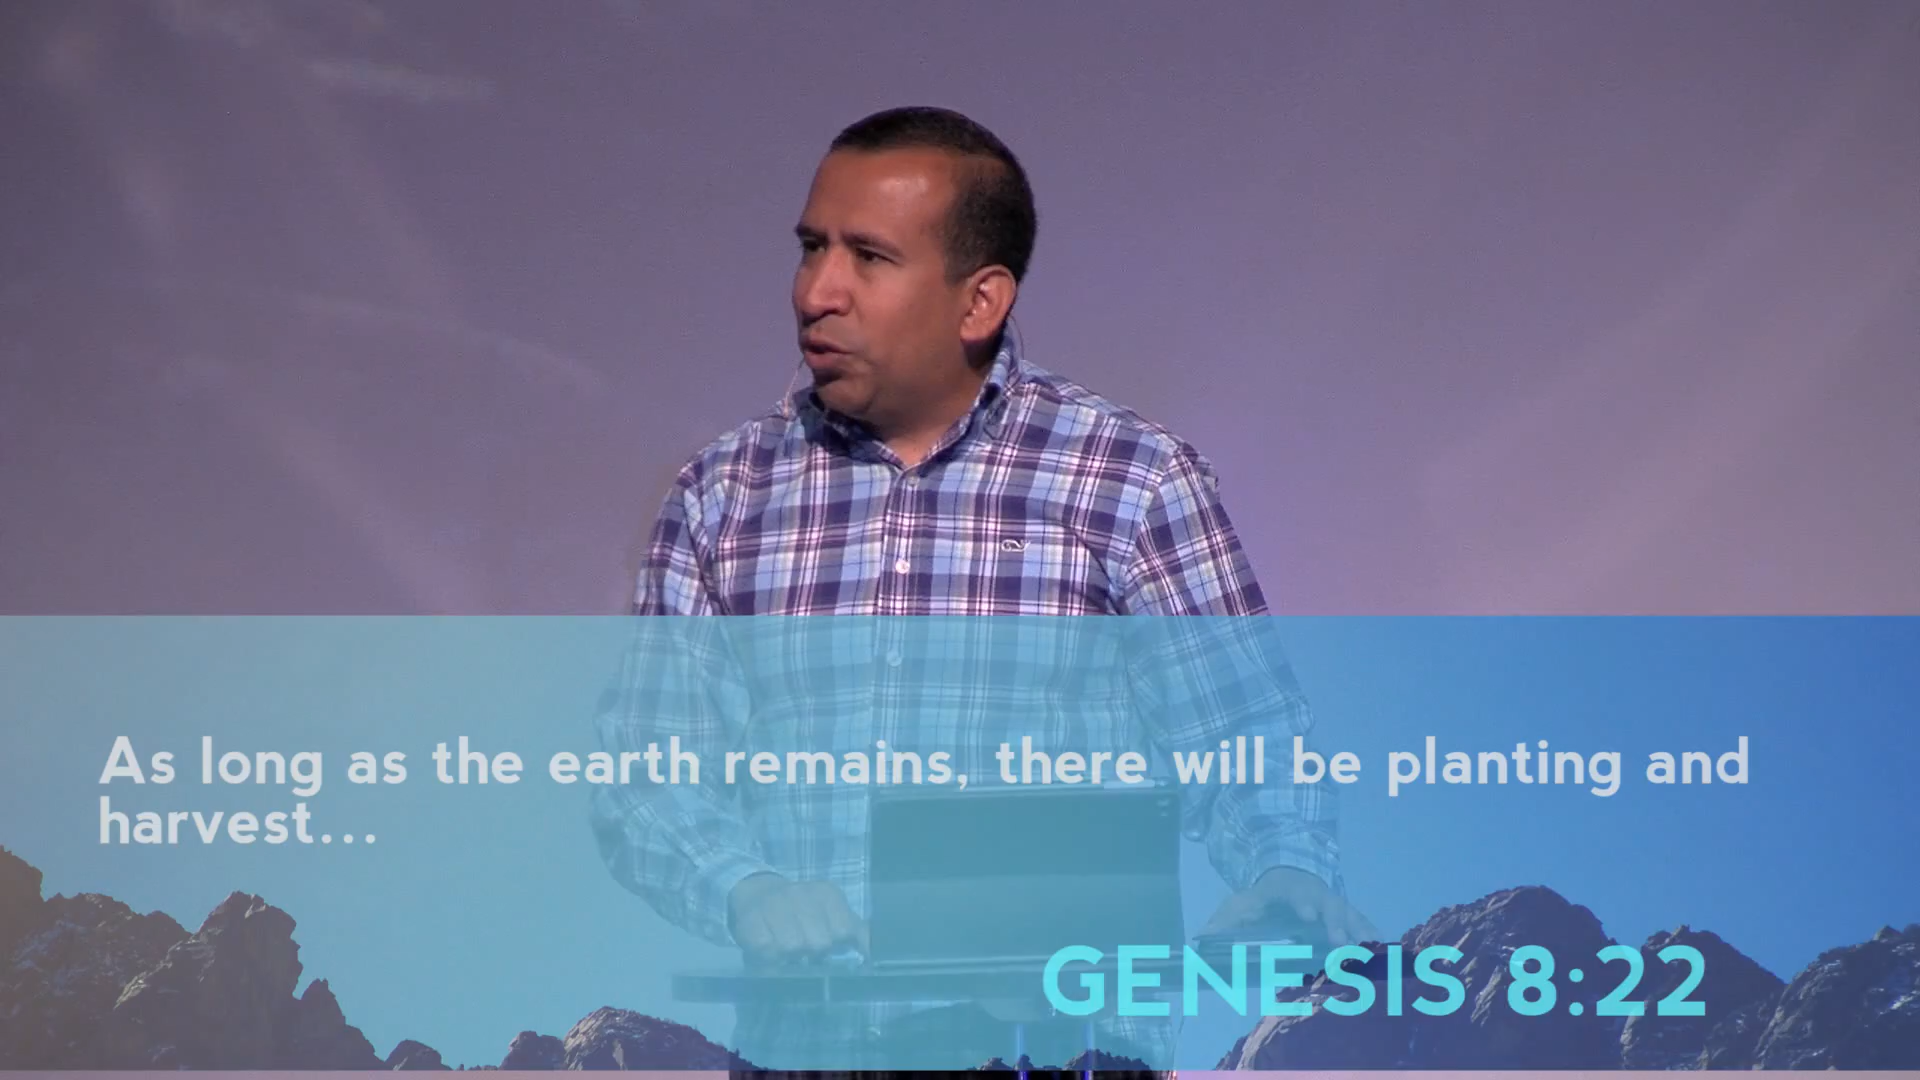 As long as the earth remains, there will be planting and
harvest...
GENESIS 8:22